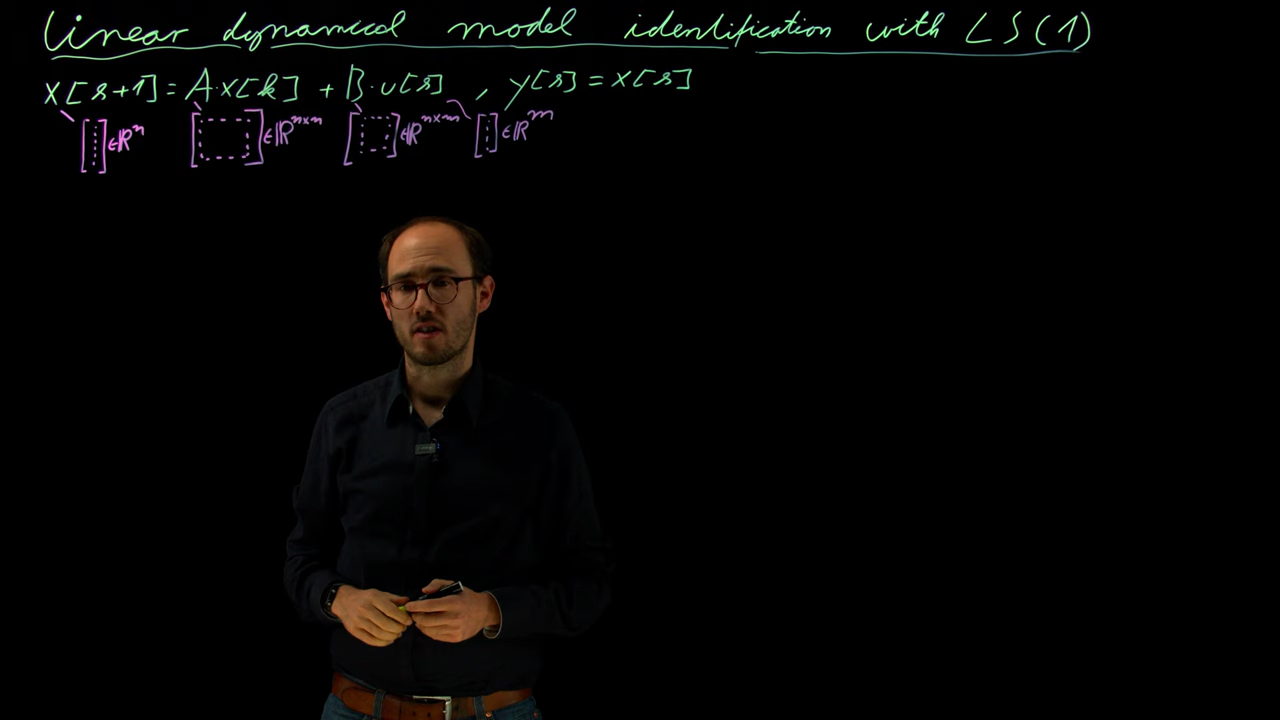 Linear dynamical model identification with LS(1)
x[k+1] = A·x[k] + B·u[k] , y[k] = x[k]
[ ] ∈ ℝⁿ [ ] ∈ ℝⁿˣⁿ [ ] ∈ ℝⁿˣᵐ [ ] ∈ ℝᵐ